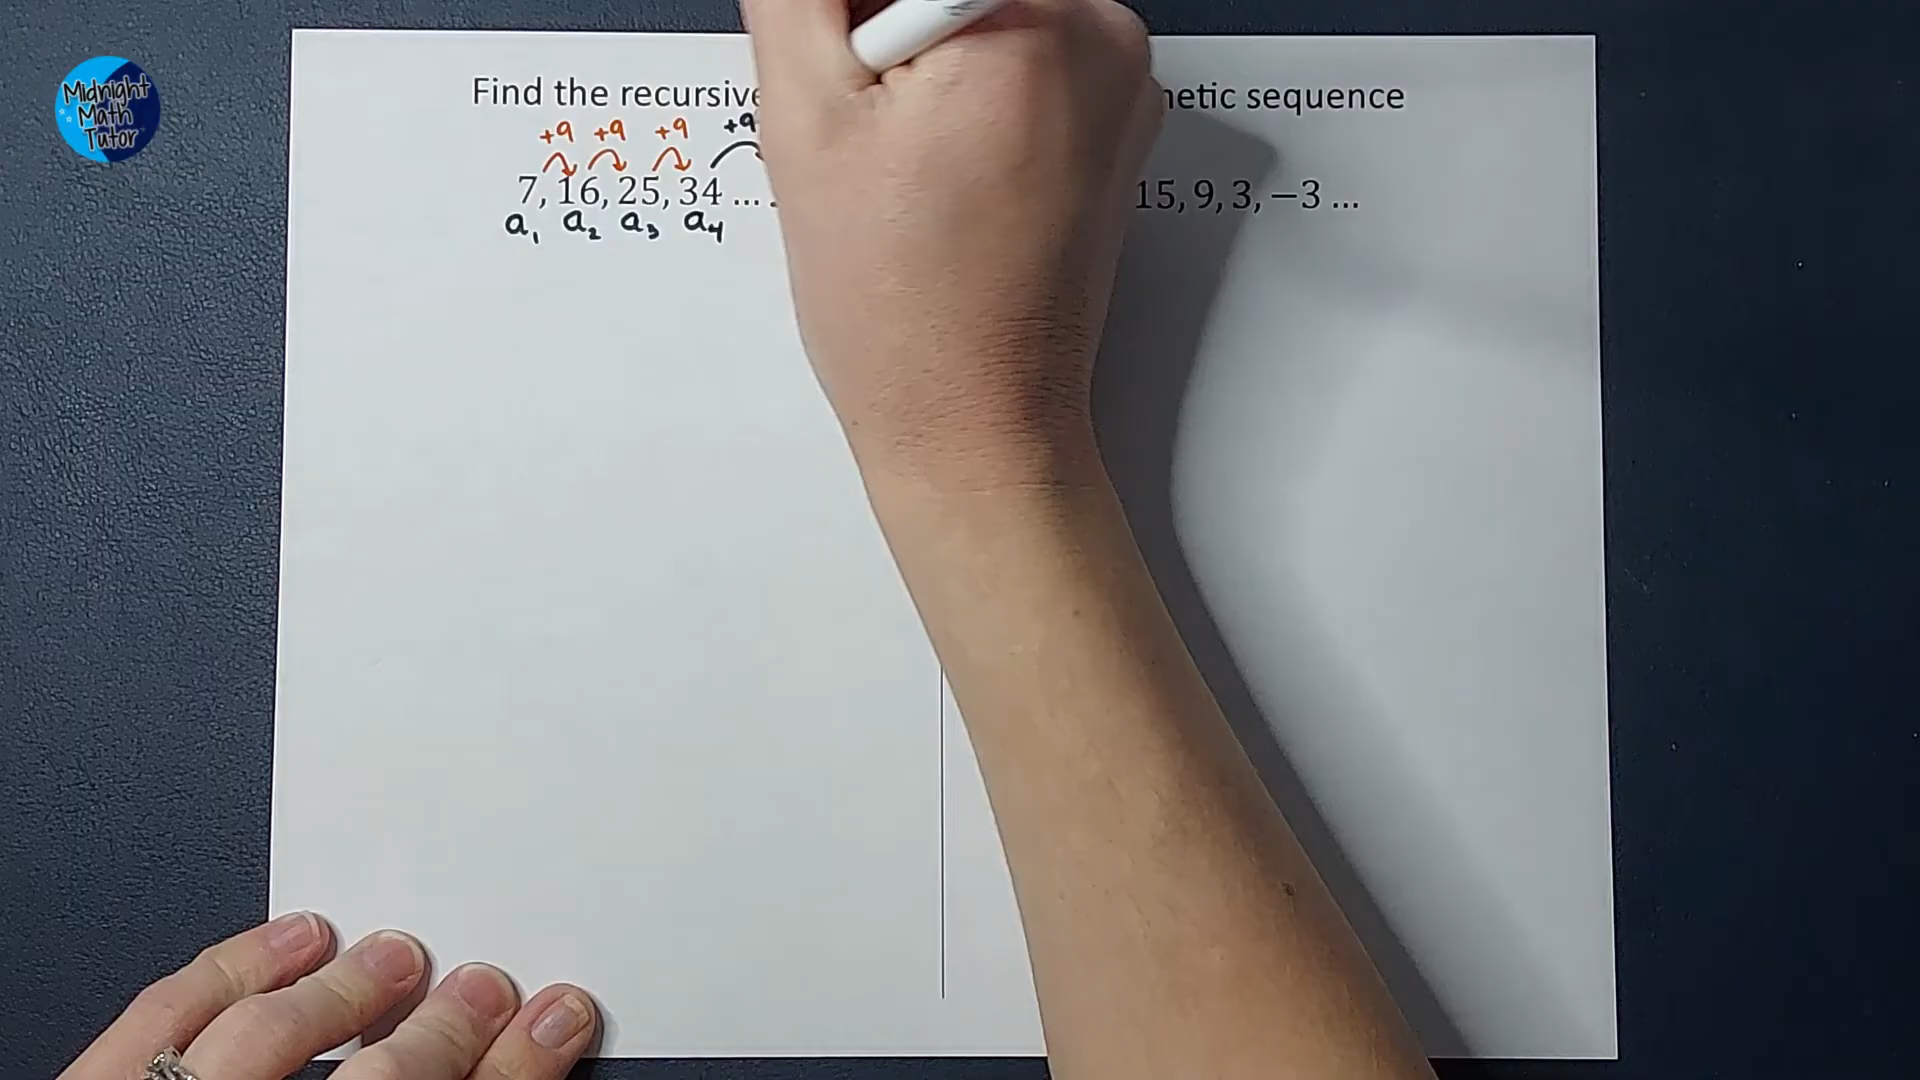 Midnight
Math
Tutor
Find the recursive netic sequence
+9 +9 +9 +9
7, 16, 25, 34 ... 15, 9, 3, −3 ...
a₁ a₂ a₃ a₄